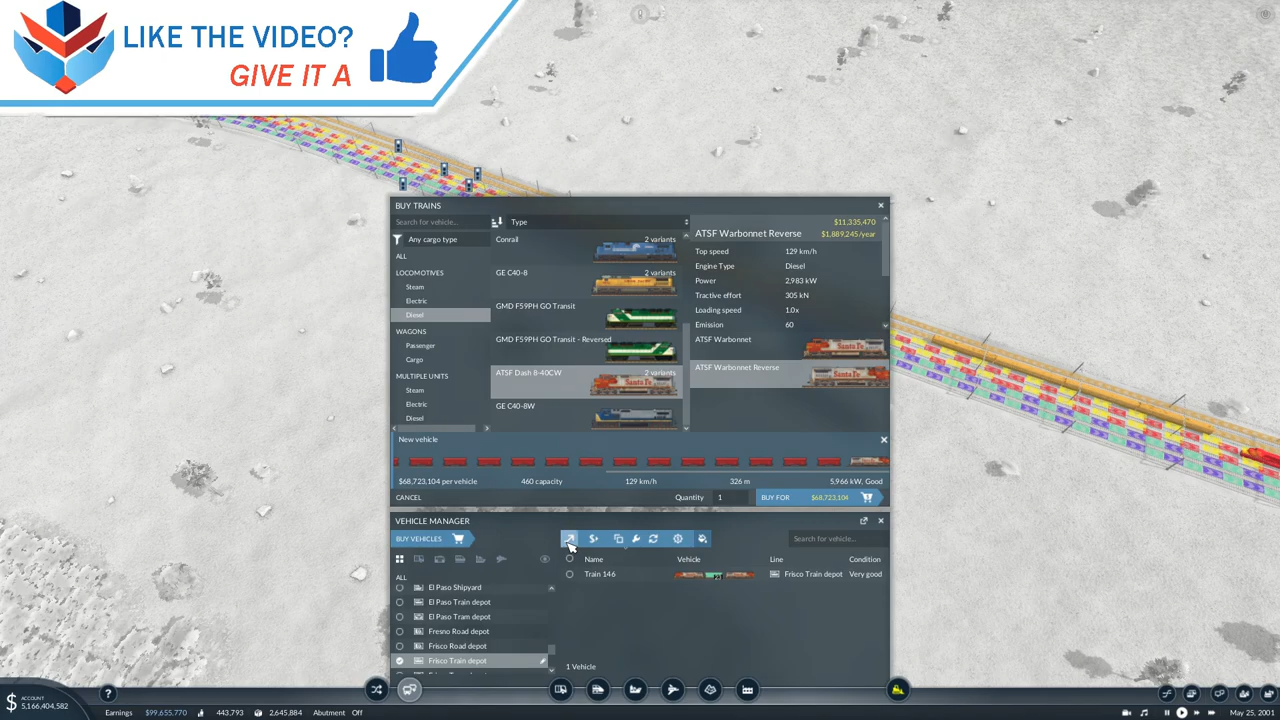 LIKE THE VIDEO?
GIVE IT A
BUY TRAINS
Search for vehicle...
Type
Any cargo type
ALL
LOCOMOTIVES
Steam
Electric
Diesel
WAGONS
Passenger
Cargo
MULTIPLE UNITS
Steam
Electric
Diesel
Conrail
2 variants
GE C40-8
2 variants
GMD F59PH GO Transit
GMD F59PH GO Transit - Reversed
ATSF Dash 8-40CW
2 variants
GE C40-8W
$11,335,470
ATSF Warbonnet Reverse
$1,889,245/year
Top speed 129 km/h
Engine Type Diesel
Power 2,983 kW
Tractive effort 305 kN
Loading speed 1.0x
Emission 60
ATSF Warbonnet
ATSF Warbonnet Reverse
New vehicle
$68,723,104 per vehicle 460 capacity 129 km/h 326 m 5,966 kW, Good
CANCEL Quantity 1 BUY FOR $68,723,104
VEHICLE MANAGER
BUY VEHICLES
Search for vehicle...
Name Vehicle Line Condition
Train 146 Frisco Train depot Very good
ALL
El Paso Shipyard
El Paso Train depot
El Paso Tram depot
Fresno Road depot
Frisco Road depot
Frisco Train depot
1 Vehicle
ACCOUNT
$ 5,166,404,582
?
Earnings $99,655,770 443,793 2,645,884 Abutment Off
May 25, 2001